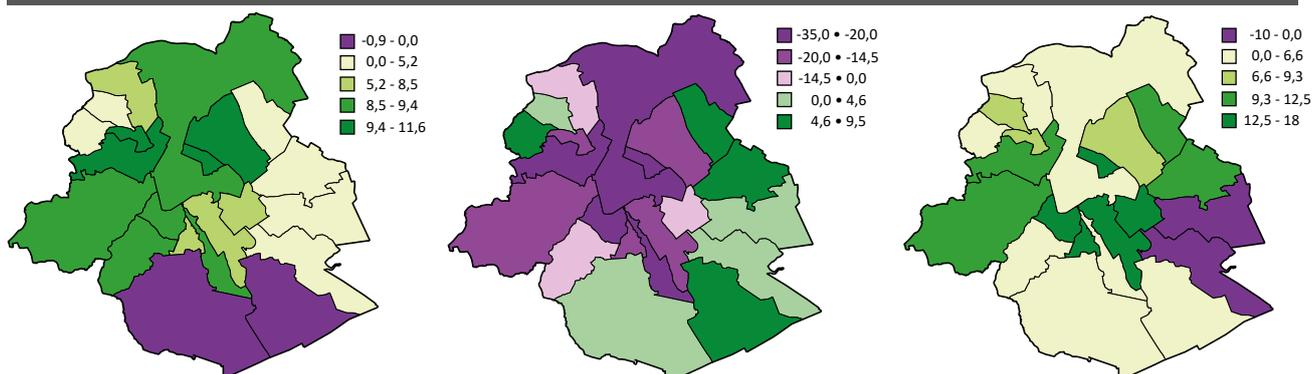 -0,9 - 0,0
0,0 - 5,2
5,2 - 8,5
8,5 - 9,4
9,4 - 11,6
-35,0 • -20,0
-20,0 • -14,5
-14,5 • 0,0
0,0 • 4,6
4,6 • 9,5
-10 - 0,0
0,0 - 6,6
6,6 - 9,3
9,3 - 12,5
12,5 - 18